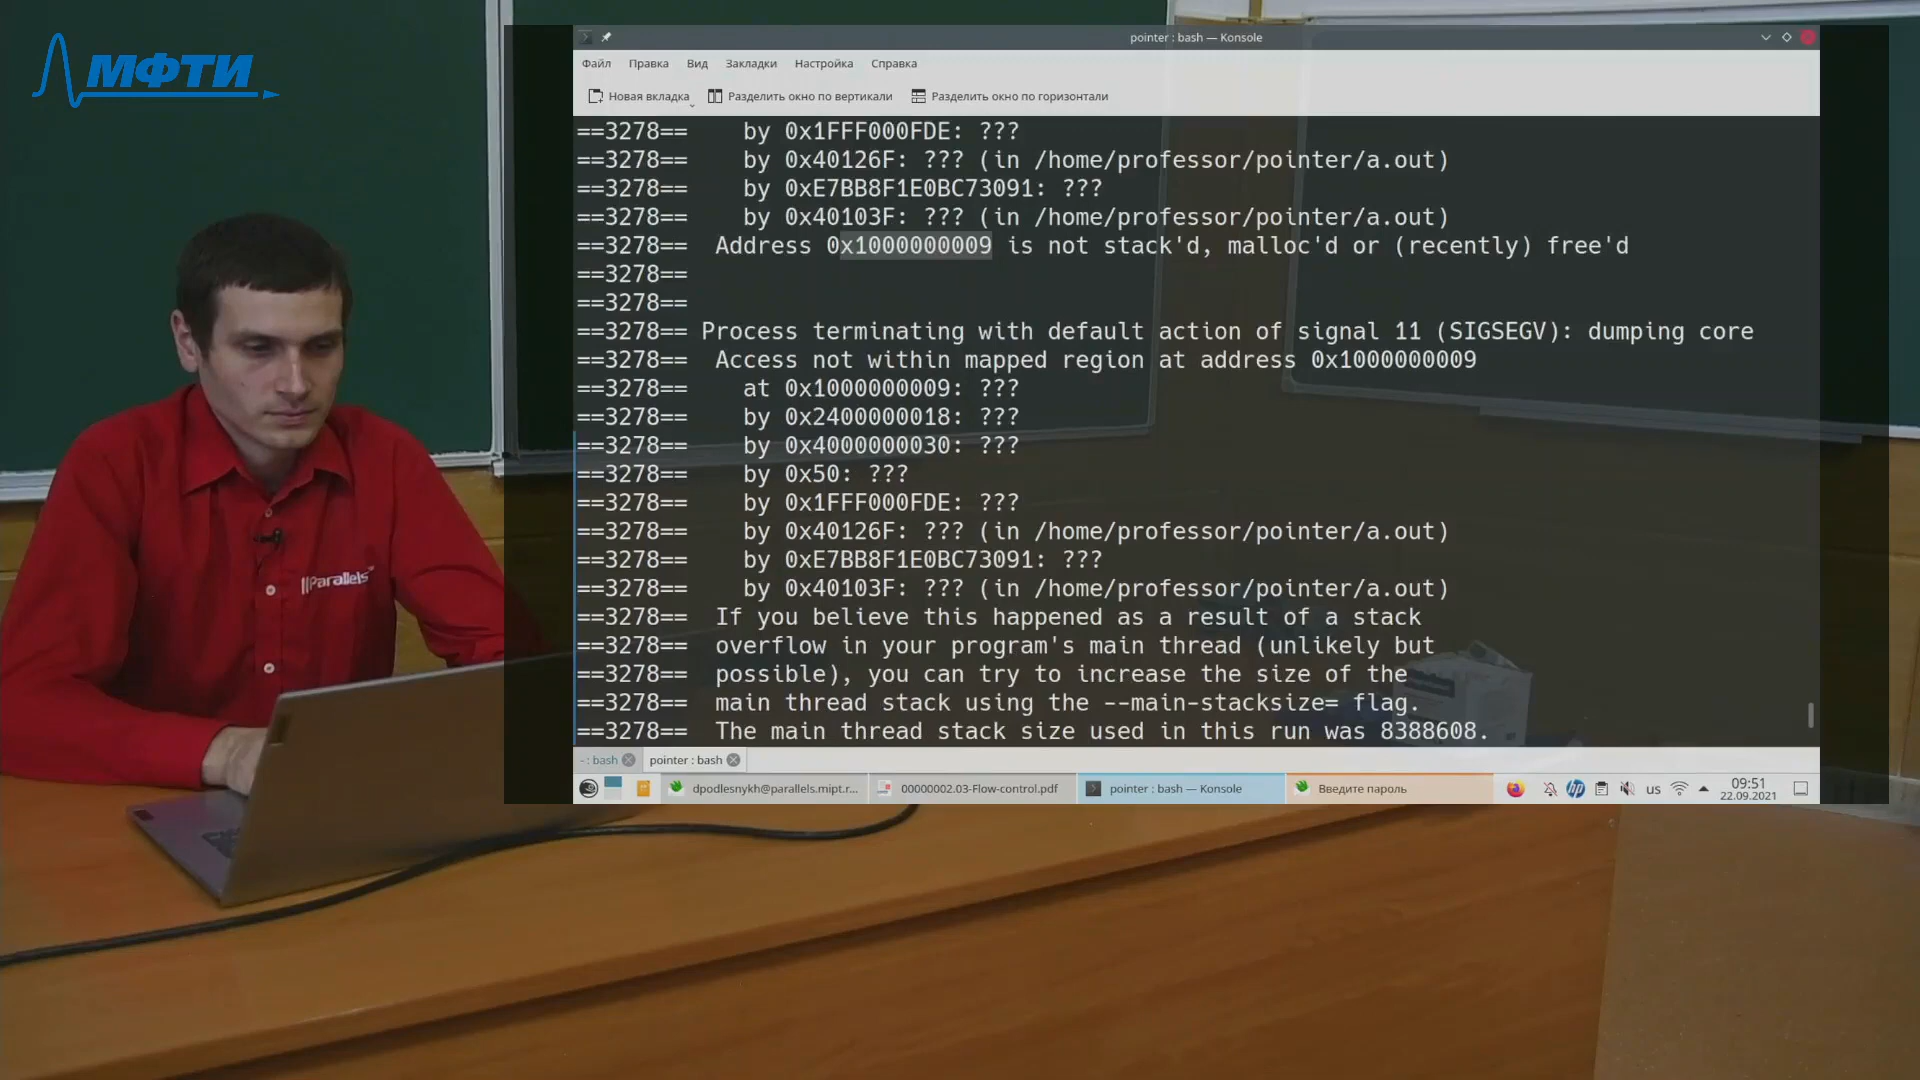 МФТИ
pointer : bash — Konsole
Файл Правка Вид Закладки Настройка Справка
Новая вкладка Разделить окно по вертикали Разделить окно по горизонтали
==3278==    by 0x1FFF000FDE: ???
==3278==    by 0x40126F: ??? (in /home/professor/pointer/a.out)
==3278==    by 0xE7BB8F1E0BC73091: ???
==3278==    by 0x40103F: ??? (in /home/professor/pointer/a.out)
==3278==  Address 0x1000000009 is not stack'd, malloc'd or (recently) free'd
==3278==
==3278==
==3278== Process terminating with default action of signal 11 (SIGSEGV): dumping core
==3278==  Access not within mapped region at address 0x1000000009
==3278==    at 0x1000000009: ???
==3278==    by 0x2400000018: ???
==3278==    by 0x4000000030: ???
==3278==    by 0x50: ???
==3278==    by 0x1FFF000FDE: ???
==3278==    by 0x40126F: ??? (in /home/professor/pointer/a.out)
==3278==    by 0xE7BB8F1E0BC73091: ???
==3278==    by 0x40103F: ??? (in /home/professor/pointer/a.out)
==3278==  If you believe this happened as a result of a stack
==3278==  overflow in your program's main thread (unlikely but
==3278==  possible), you can try to increase the size of the
==3278==  main thread stack using the --main-stacksize= flag.
==3278==  The main thread stack size used in this run was 8388608.
- : bash pointer : bash
dpodlesnykh@parallels.mipt.r... 00000002.03-Flow-control.pdf pointer : bash — Konsole Введите пароль us 09:51
22.09.2021
||Parallels